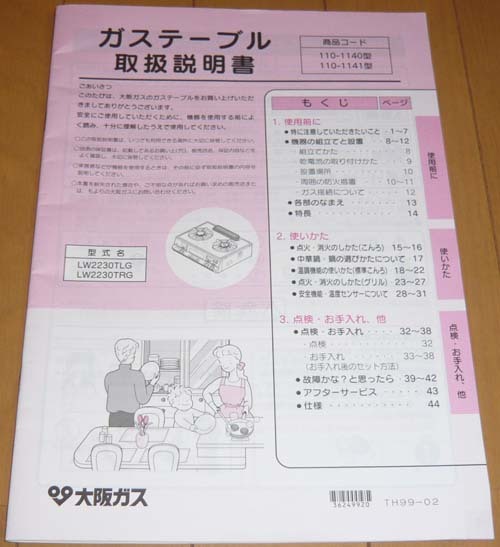 ガステーブル
取扱説明書
商品コード
110-1140型
110-1141型
ごあいさつ
このたびは、大阪ガスのガステーブルをお買い上げいただ
きましてありがとうございます。
安全にご使用していただくために、機器を使用する前によ
く読み、十分に理解したうえで使用してください。
型式名
LW2230TLG
LW2230TRG
もくじ
ページ
1. 使用前に
●特に注意していただきたいこと・1~7
●機器の組立てと設置 ・・・ 8~12
・組立てかた ・・・・・ 8
・乾電池の取り付けかた ・・・ 9
・設置場所 ・・・・・ 10
・周囲の防火措置 ・・・ 10~11
・ガス接続について ・・・ 12
●各部のなまえ ・・・・ 13
●特長 ・・・・・ 14
2. 使いかた
●点火・消火のしかた(こんろ) 15~16
●中華鍋・鍋の選びかたについて・17
●温調機能の使いかた(標準こんろ)・18~22
●点火・消火のしかた(グリル)・23~27
●安全機能・温度センサーについて・28~31
3. 点検・お手入れ、他
●点検・お手入れ ・・・・ 32~38
・点検 ・・・・・ 32
お手入れ ・・・・・ 33~38
(お手入れ後のセット方法)
●故障かな?と思ったら・39~42
●アフターサービス ・・・・ 43
●仕様 ・・・・・ 44
使用前に
使いかた
点検・お手入れ、他
大阪ガス
36249920
TH99-02